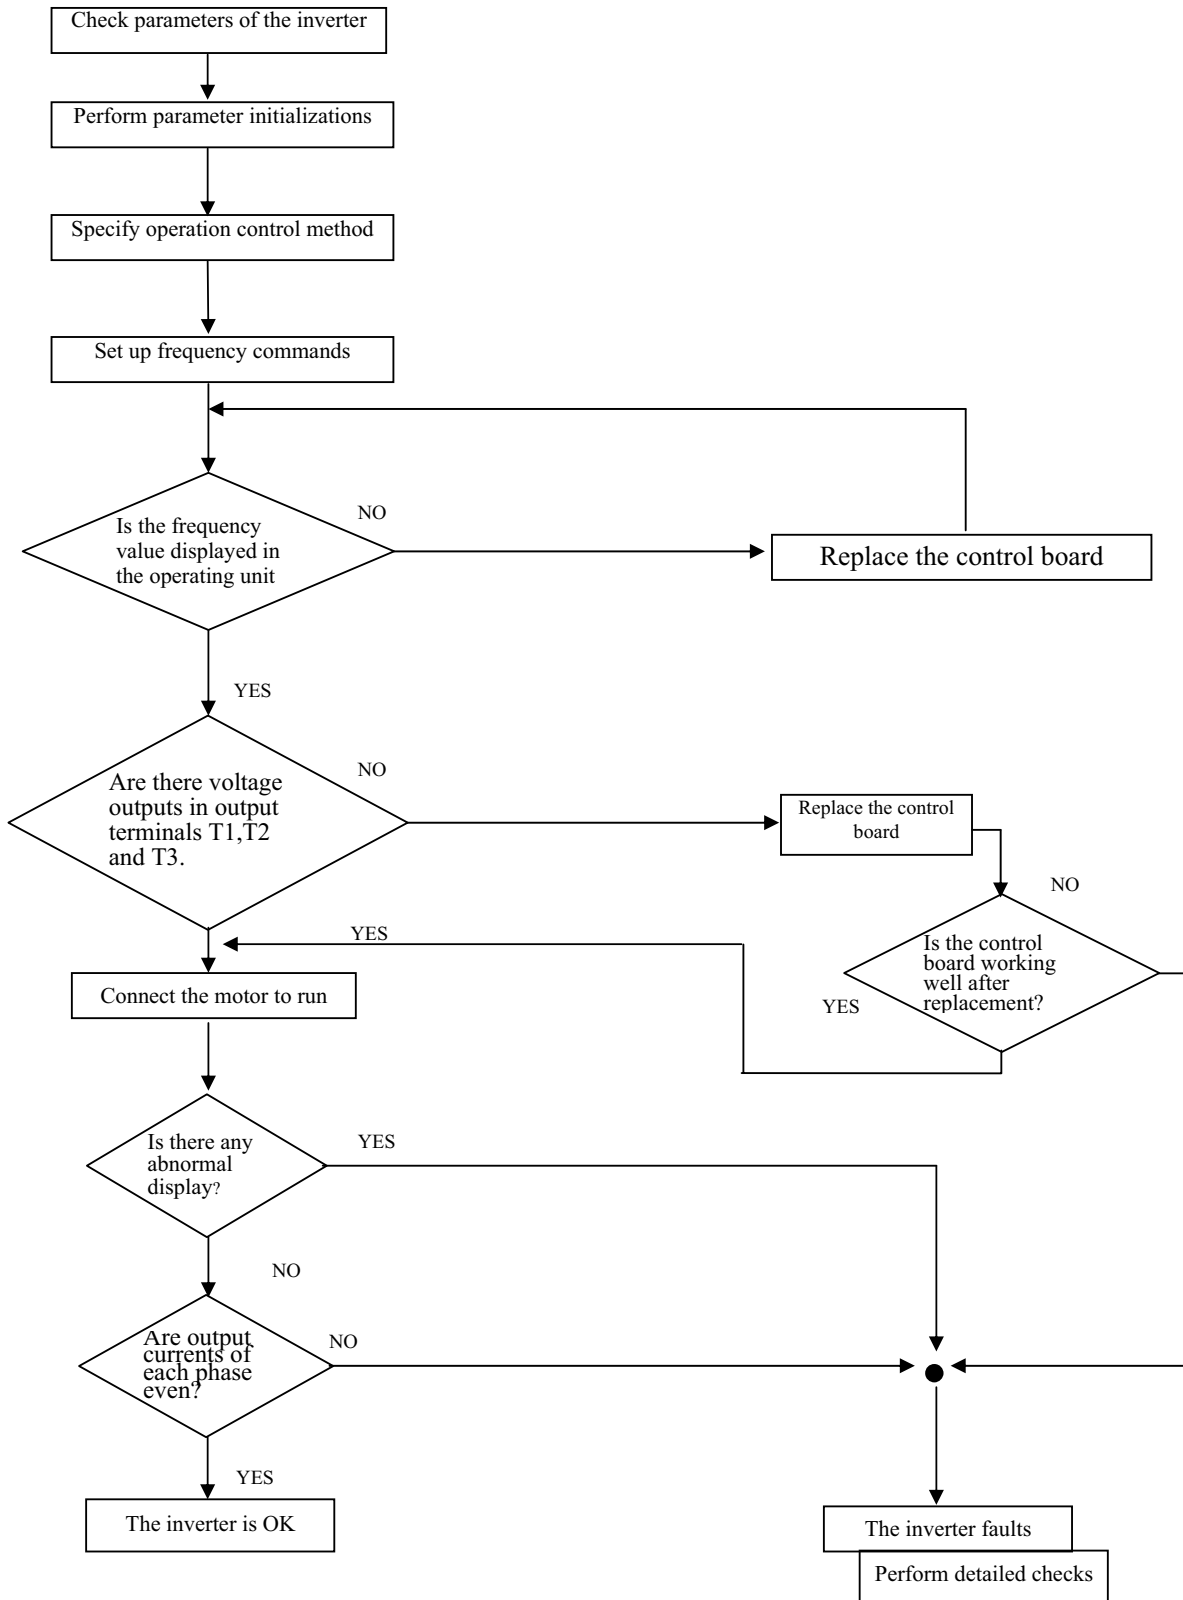 Check parameters of the inverter
Perform parameter initializations
Specify operation control method
Set up frequency commands
Is the frequency
value displayed in
the operating unit
NO
Replace the control board
YES
Are there voltage
outputs in output
terminals T1,T2
and T3.
NO
Replace the control
board
NO
Is the control
board working
well after
replacement?
YES
YES
Connect the motor to run
Is there any
abnormal
display?
YES
NO
Are output
currents of
each phase
even?
NO
YES
The inverter is OK
The inverter faults
Perform detailed checks